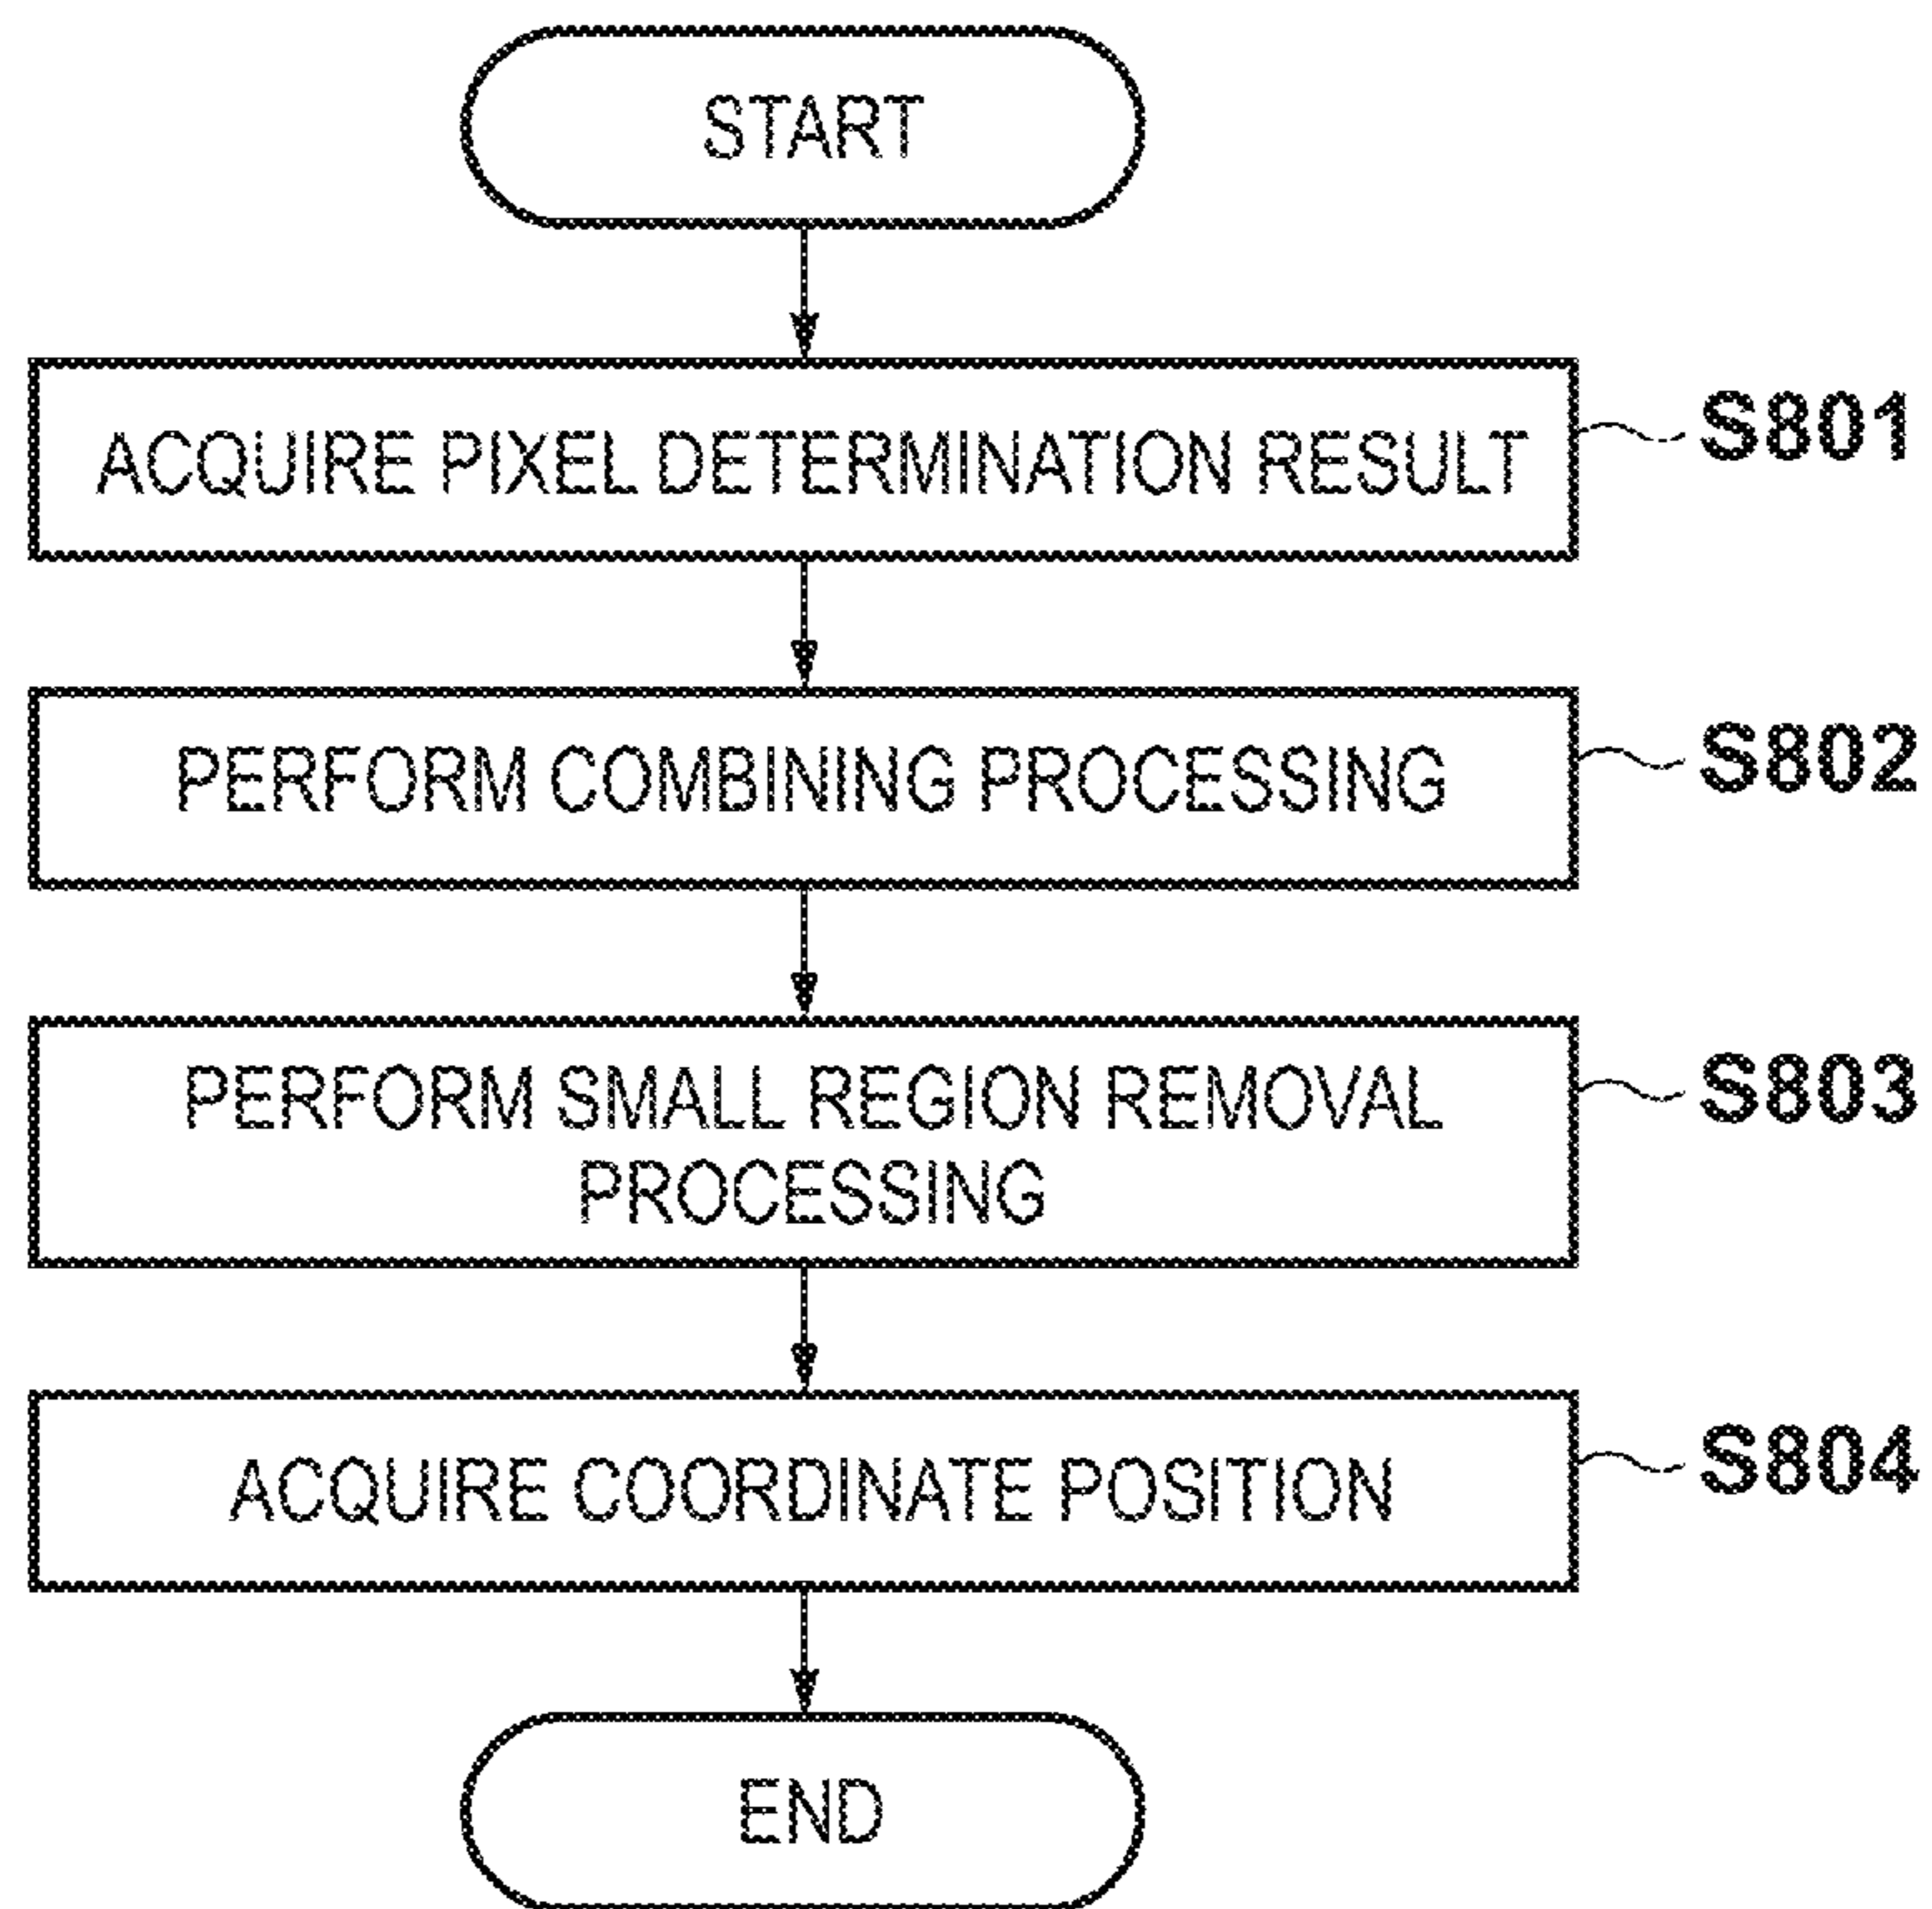 START
ACQUIRE PIXEL DETERMINATION RESULT
S801
PERFORM COMBINING PROCESSING
S802
PERFORM SMALL REGION REMOVAL
PROCESSING
S803
ACQUIRE COORDINATE POSITION
S804
END